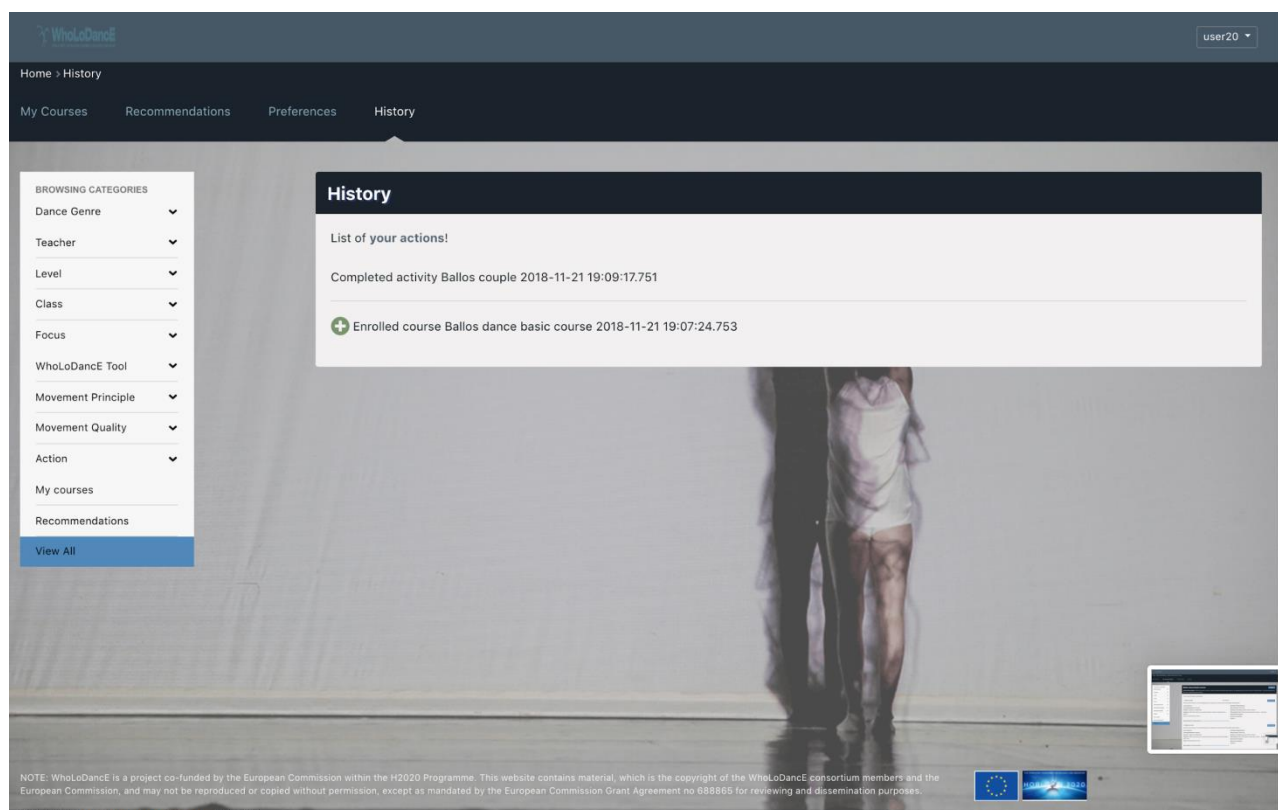 WhoLoDancE
user20
Home > History
My Courses Recommendations Preferences History
BROWSING CATEGORIES
Dance Genre
Teacher
Level
Class
Focus
WhoLoDancE Tool
Movement Principle
Movement Quality
Action
My courses
Recommendations
View All
History
List of your actions!
Completed activity Ballos couple 2018-11-21 19:09:17.751
Enrolled course Ballos dance basic course 2018-11-21 19:07:24.753
NOTE: WhoLoDancE is a project co-funded by the European Commission within the H2020 Programme. This website contains material, which is the copyright of the WhoLoDancE consortium members and the
European Commission, and may not be reproduced or copied without permission, except as mandated by the European Commission Grant Agreement no 688865 for reviewing and dissemination purposes.